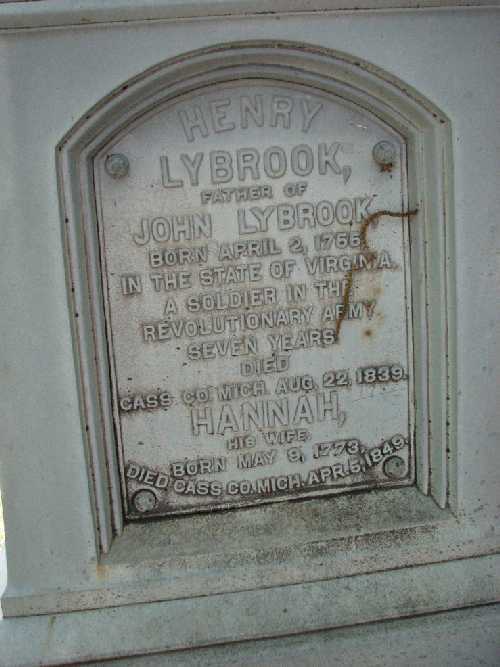 HENRY
LYBROOK,
FATHER OF
JOHN LYBROOK
BORN APRIL 2, 1755.
IN THE STATE OF VIRGINIA.
A SOLDIER IN THE
REVOLUTIONARY ARMY
SEVEN YEARS
DIED
CASS CO. MICH. AUG. 22, 1839.
HANNAH,
HIS WIFE,
BORN MAY 9, 1773,
DIED CASS CO. MICH. APR. 5, 1849.